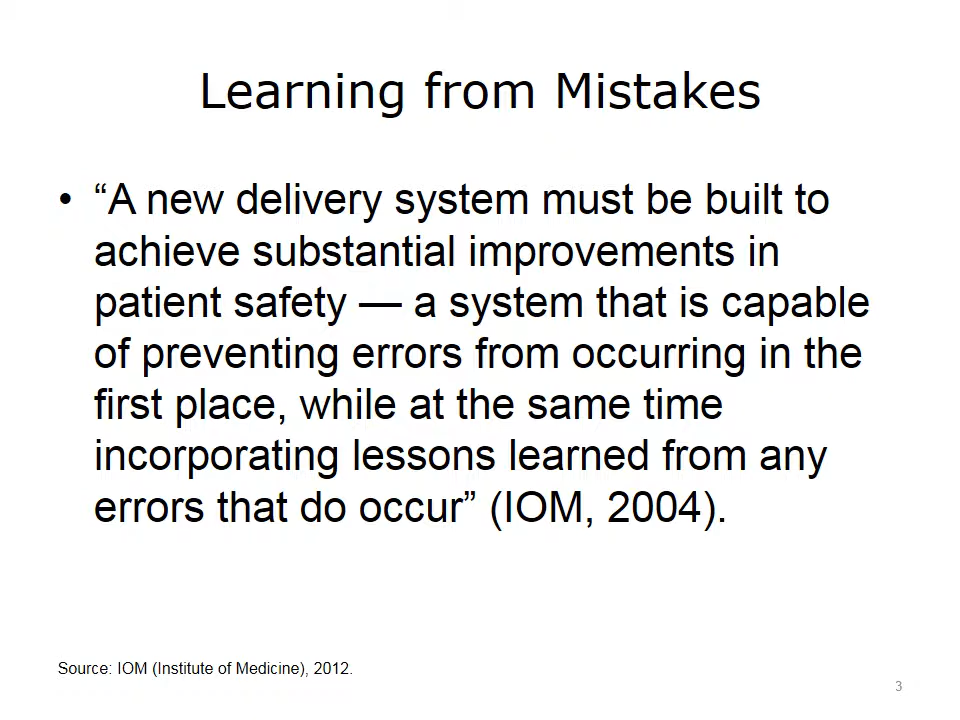 Learning from Mistakes
• “A new delivery system must be built to
achieve substantial improvements in
patient safety — a system that is capable
of preventing errors from occurring in the
first place, while at the same time
incorporating lessons learned from any
errors that do occur” (IOM, 2004).
Source: IOM (Institute of Medicine), 2012.
3